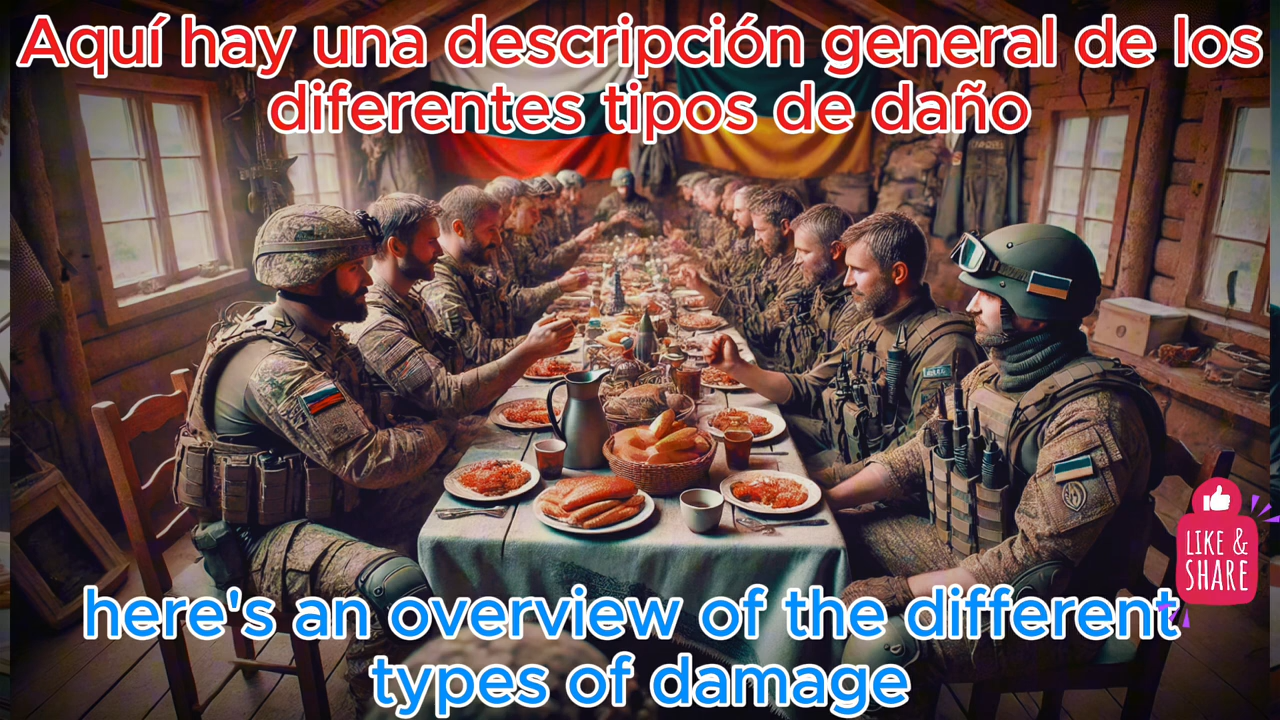 Aquí hay una descripción general de los
diferentes tipos de daño
LIKE &
SHARE
here's an overview of the different
types of damage